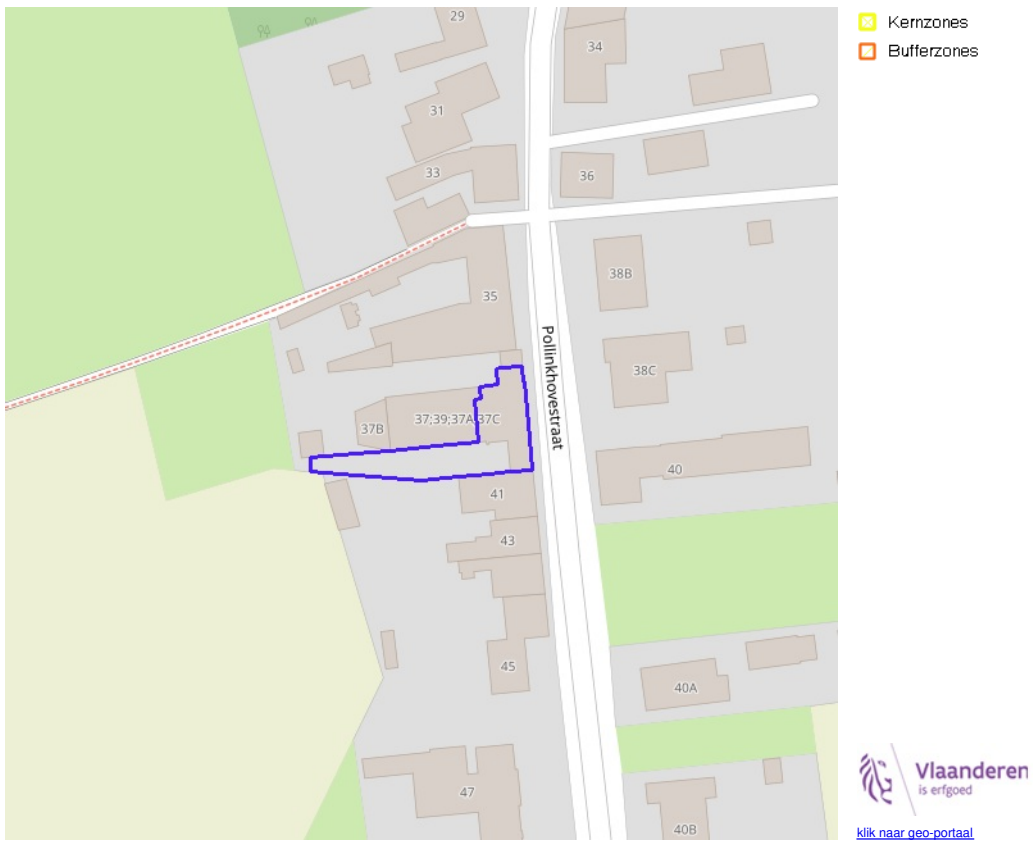 29
34
31
33
36
38B
35
38C
Pollinkhovestraat
37B
37;39;37A;37C
40
41
43
45
40A
47
40B
Kernzones
Bufferzones
Vlaanderen
is erfgoed
klik naar geo-portaal